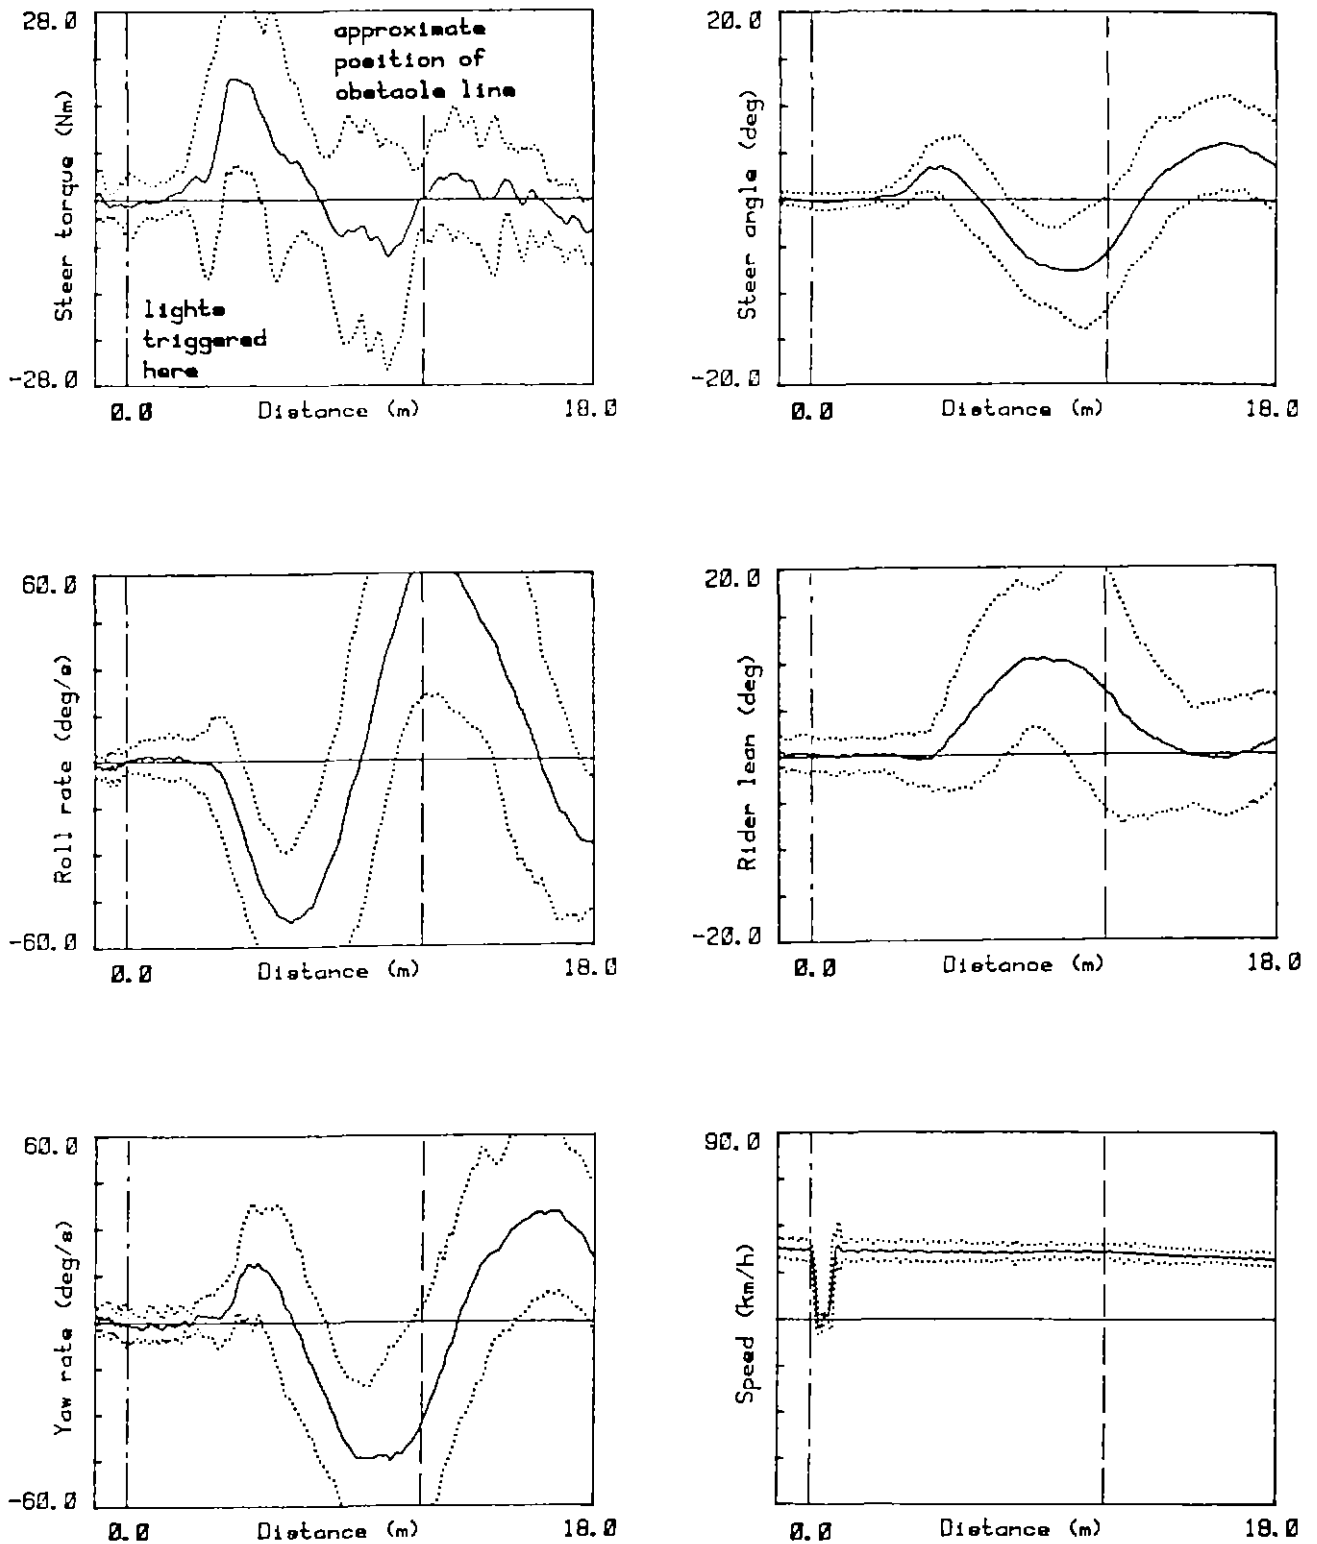 28.0
approximate
position of
obstacle line
Steer torque (Nm)
lights
triggered
here
-28.0
0.0 Distance (m) 18.0
20.0
Steer angle (deg)
-20.0
0.0 Distance (m) 18.0
60.0
Roll rate (deg/s)
-60.0
0.0 Distance (m) 18.0
20.0
Rider lean (deg)
-20.0
0.0 Distance (m) 18.0
60.0
Yaw rate (deg/s)
-60.0
0.0 Distance (m) 18.0
90.0
Speed (km/h)
0.0 Distance (m) 18.0